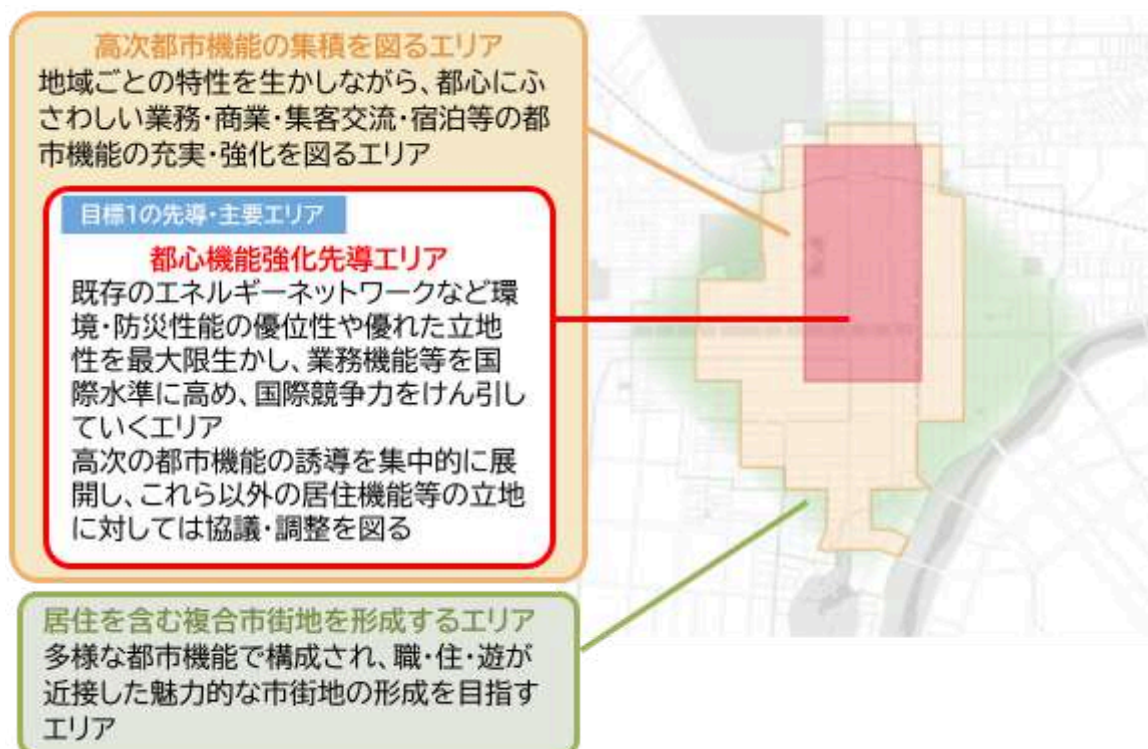 高次都市機能の集積を図るエリア
地域ごとの特性を生かしながら、都心にふ
さわしい業務・商業・集客交流・宿泊等の都
市機能の充実・強化を図るエリア
目標1の先導・主要エリア
都心機能強化先導エリア
既存のエネルギーネットワークなど環
境・防災性能の優位性や優れた立地
性を最大限生かし、業務機能等を国
際水準に高め、国際競争力をけん引し
ていくエリア
高次の都市機能の誘導を集中的に展
開し、これら以外の居住機能等の立地
に対しては協議・調整を図る
居住を含む複合市街地を形成するエリア
多様な都市機能で構成され、職・住・遊が
近接した魅力的な市街地の形成を目指す
エリア